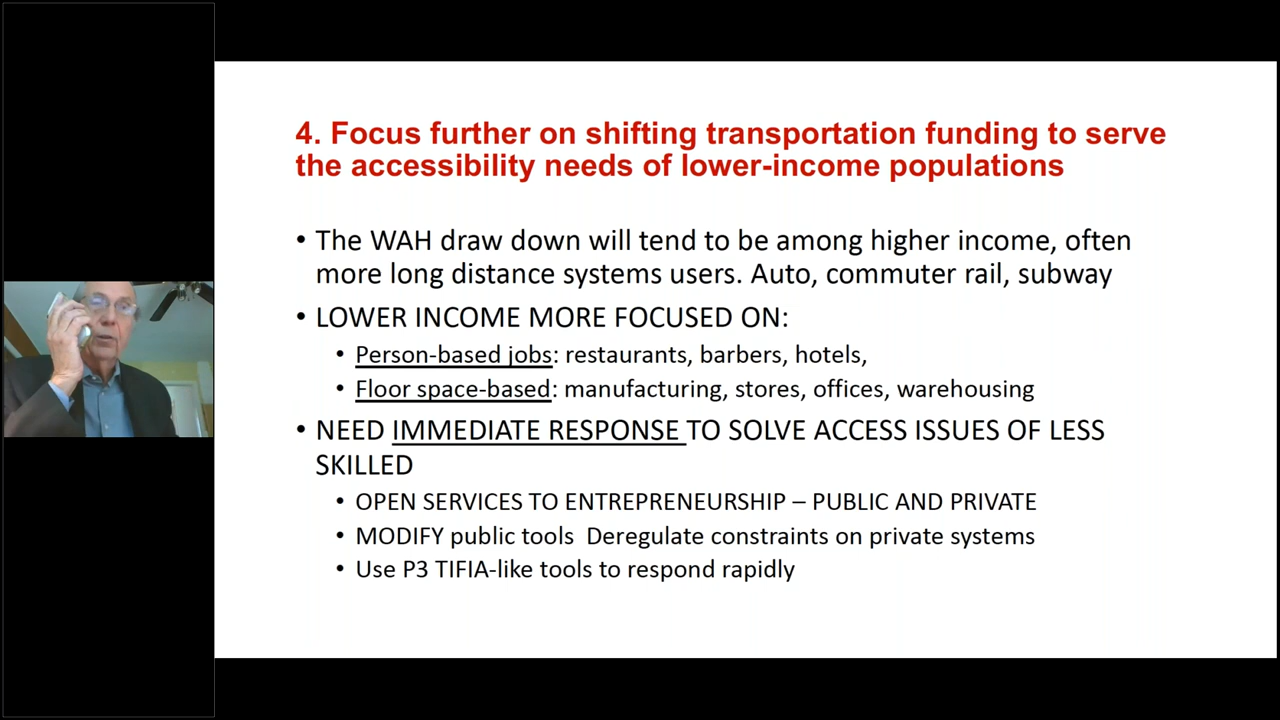 4. Focus further on shifting transportation funding to serve
the accessibility needs of lower-income populations
• The WAH draw down will tend to be among higher income, often
more long distance systems users. Auto, commuter rail, subway
• LOWER INCOME MORE FOCUSED ON:
• Person-based jobs: restaurants, barbers, hotels,
• Floor space-based: manufacturing, stores, offices, warehousing
• NEED IMMEDIATE RESPONSE TO SOLVE ACCESS ISSUES OF LESS
SKILLED
• OPEN SERVICES TO ENTREPRENEURSHIP – PUBLIC AND PRIVATE
• MODIFY public tools  Deregulate constraints on private systems
• Use P3 TIFIA-like tools to respond rapidly